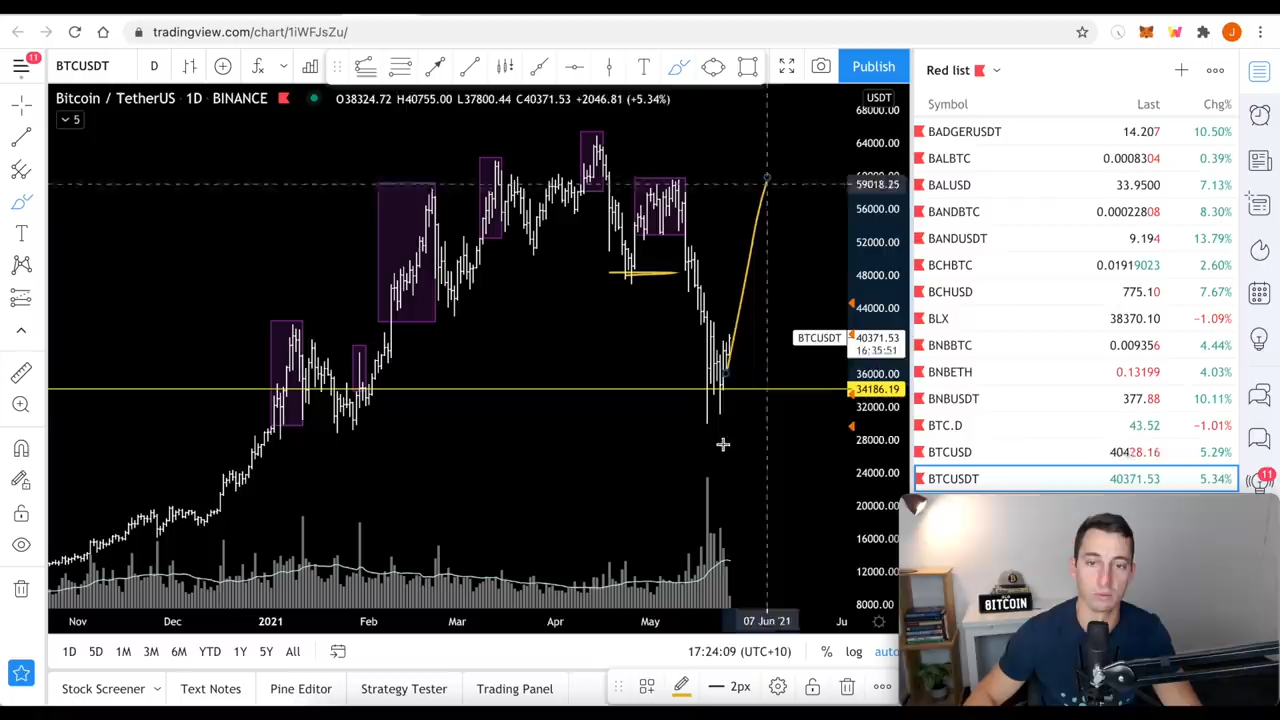 tradingview.com/chart/1iWFJsZu/
J
11
BTCUSDT
D
Publish
Red list
Bitcoin / TetherUS · 1D · BINANCE
O38324.72 H40755.00 L37800.44 C40371.53 +2046.81 (+5.34%)
5
USDT
68000.00
64000.00
59018.25
56000.00
52000.00
48000.00
44000.00
BTCUSDT
40371.53
16:35:51
36000.00
34186.19
32000.00
28000.00
24000.00
20000.00
16000.00
12000.00
8000.00
Nov
Dec
2021
Feb
Mar
Apr
May
07 Jun '21
Ju
Symbol Last Chg%
BADGERUSDT 14.207 10.50%
BALBTC 0.0008304 0.39%
BALUSD 33.9500 7.13%
BANDBTC 0.00022808 8.30%
BANDUSDT 9.194 13.79%
BCHBTC 0.01919023 2.60%
BCHUSD 775.10 7.67%
BLX 38370.10 −1.09%
BNBBTC 0.009356 4.44%
BNBETH 0.13199 4.03%
BNBUSDT 377.88 10.11%
BTC.D 43.52 −1.01%
BTCUSD 40428.16 5.29%
BTCUSDT 40371.53 5.34%
11
1D 5D 1M 3M 6M YTD 1Y 5Y All
17:24:09 (UTC+10) % log auto
Stock Screener
Text Notes
Pine Editor
Strategy Tester
Trading Panel
2px
BITCOIN